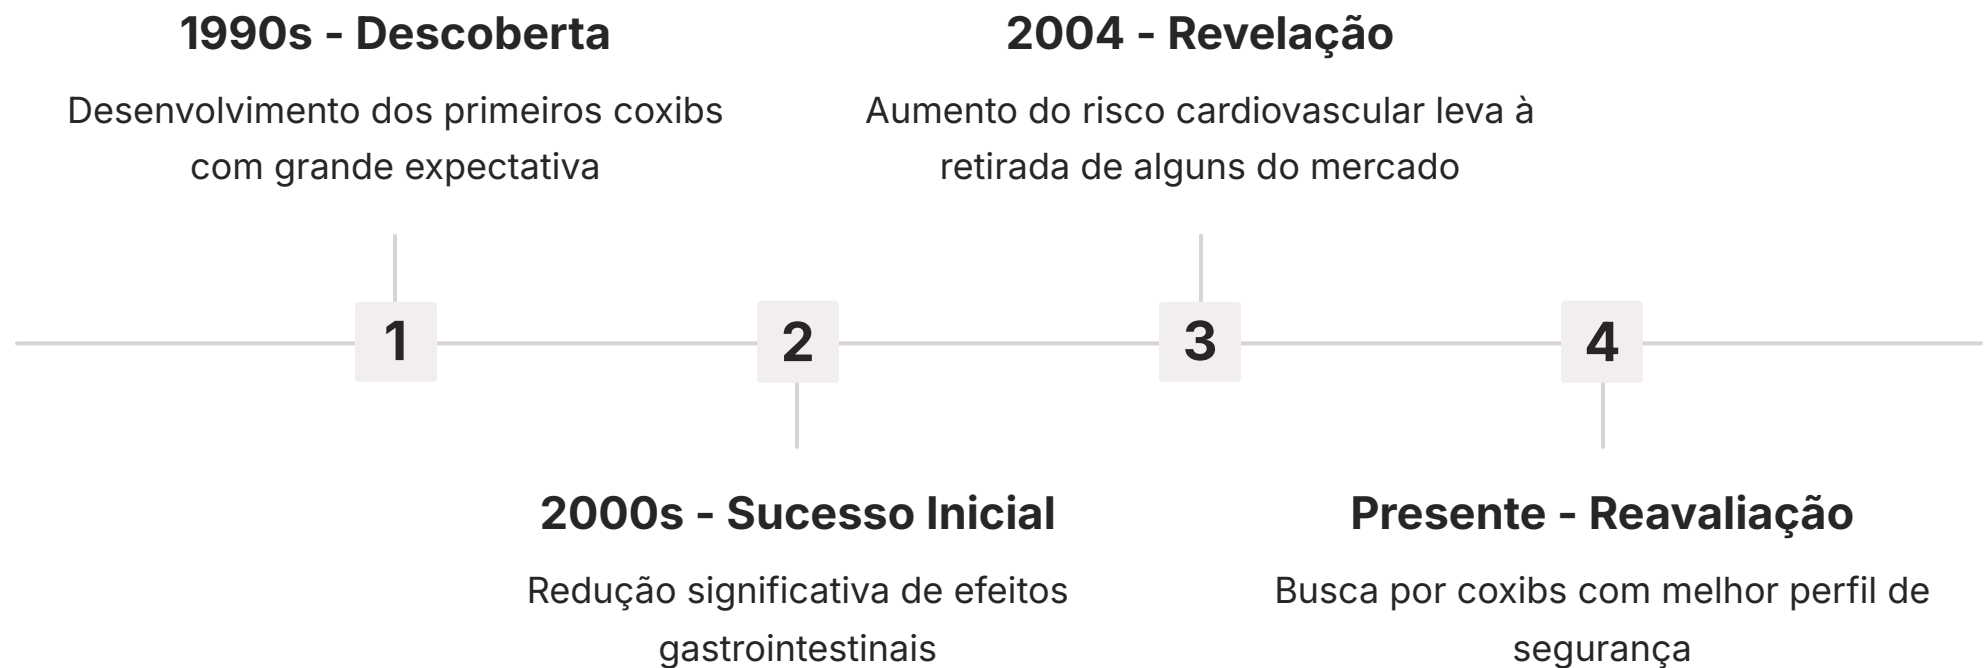 1990s - Descoberta
Desenvolvimento dos primeiros coxibs
com grande expectativa
2004 - Revelação
Aumento do risco cardiovascular leva à
retirada de alguns do mercado
1
2
3
4
2000s - Sucesso Inicial
Redução significativa de efeitos
gastrointestinais
Presente - Reavaliação
Busca por coxibs com melhor perfil de
segurança